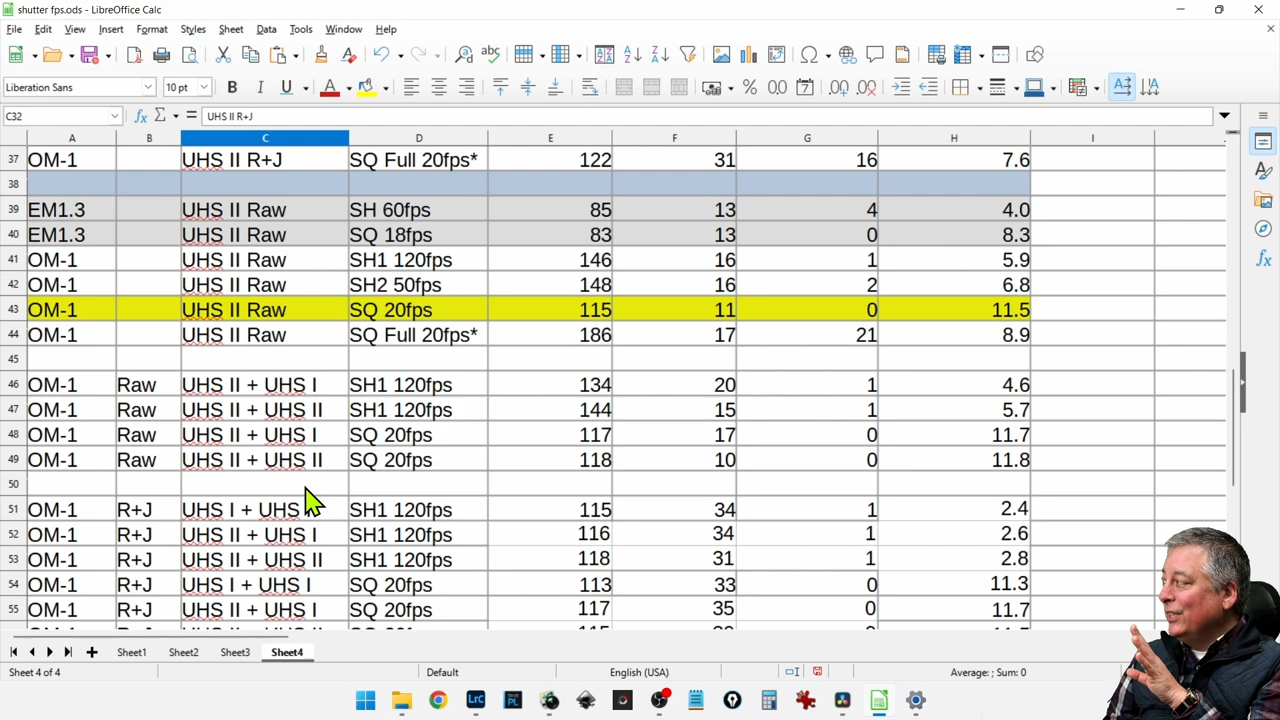 shutter fps.ods - LibreOffice Calc
File Edit View Insert Format Styles Sheet Data Tools Window Help
Liberation Sans 10 pt
C32 UHS II R+J
A B C D E F G H I
37 OM-1 UHS II R+J SQ Full 20fps* 122 31 16 7.6
38
39 EM1.3 UHS II Raw SH 60fps 85 13 4 4.0
40 EM1.3 UHS II Raw SQ 18fps 83 13 0 8.3
41 OM-1 UHS II Raw SH1 120fps 146 16 1 5.9
42 OM-1 UHS II Raw SH2 50fps 148 16 2 6.8
43 OM-1 UHS II Raw SQ 20fps 115 11 0 11.5
44 OM-1 UHS II Raw SQ Full 20fps* 186 17 21 8.9
45
46 OM-1 Raw UHS II + UHS I SH1 120fps 134 20 1 4.6
47 OM-1 Raw UHS II + UHS II SH1 120fps 144 15 1 5.7
48 OM-1 Raw UHS II + UHS I SQ 20fps 117 17 0 11.7
49 OM-1 Raw UHS II + UHS II SQ 20fps 118 10 0 11.8
50
51 OM-1 R+J UHS I + UHS SH1 120fps 115 34 1 2.4
52 OM-1 R+J UHS II + UHS I SH1 120fps 116 34 1 2.6
53 OM-1 R+J UHS II + UHS II SH1 120fps 118 31 1 2.8
54 OM-1 R+J UHS I + UHS I SQ 20fps 113 33 0 11.3
55 OM-1 R+J UHS II + UHS I SQ 20fps 117 35 0 11.7
Sheet1 Sheet2 Sheet3 Sheet4
Sheet 4 of 4 Default English (USA) Average: ; Sum: 0